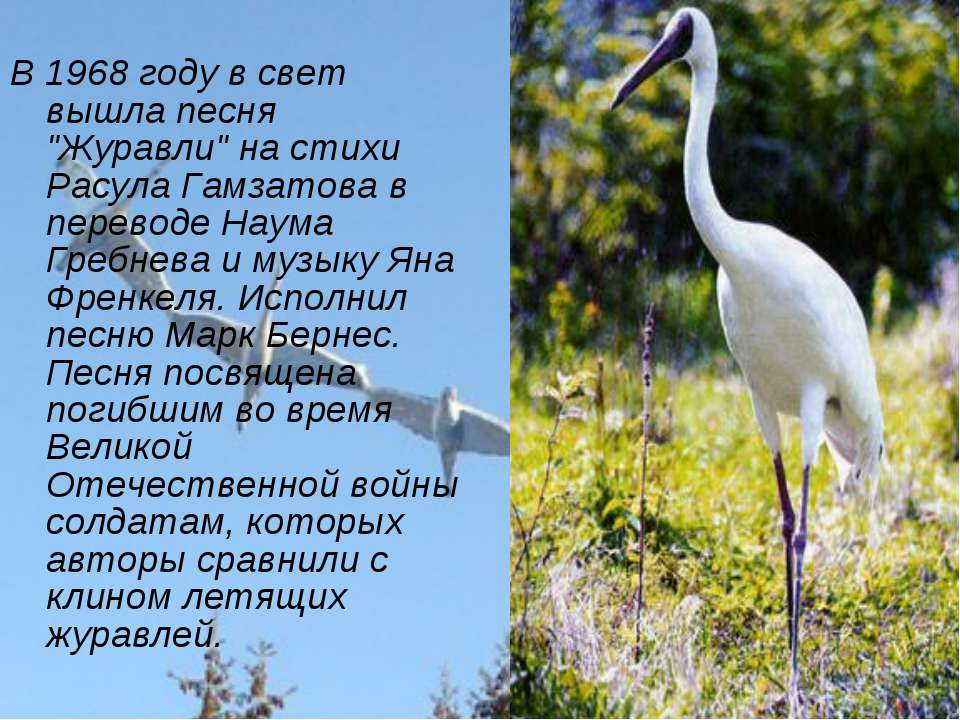 В 1968 году в свет
вышла песня
"Журавли" на стихи
Расула Гамзатова в
переводе Наума
Гребнева и музыку Яна
Френкеля. Исполнил
песню Марк Бернес.
Песня посвящена
погибшим во время
Великой
Отечественной войны
солдатам, которых
авторы сравнили с
клином летящих
журавлей.